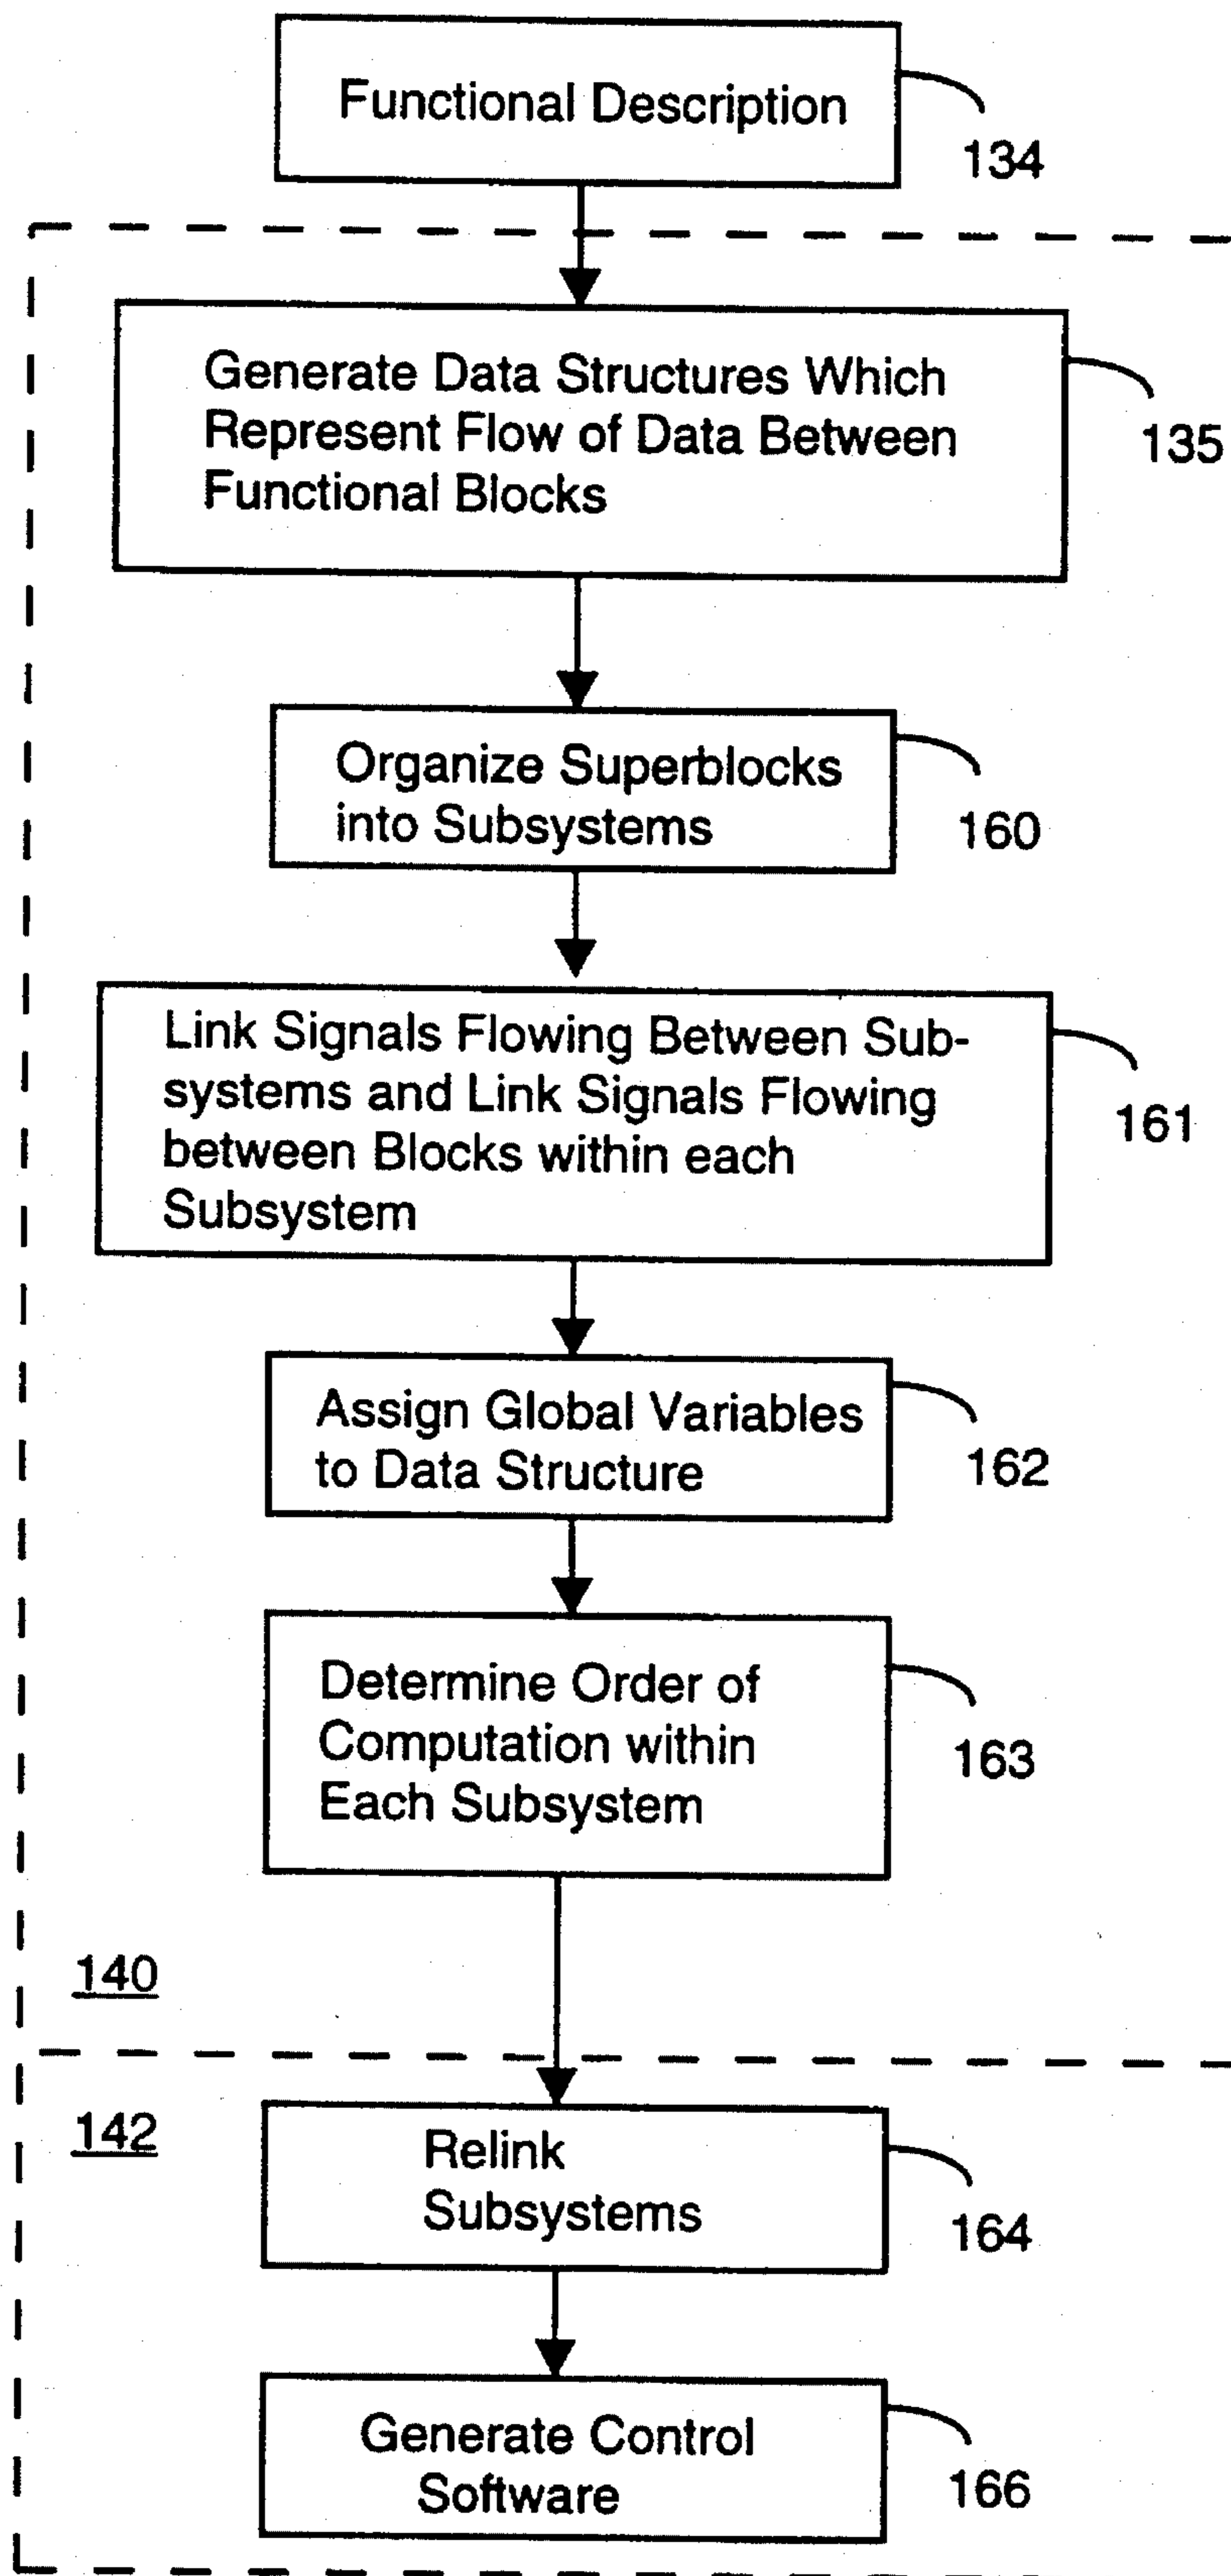 Functional Description
134
Generate Data Structures Which
Represent Flow of Data Between
Functional Blocks
135
Organize Superblocks
into Subsystems
160
Link Signals Flowing Between Sub-
systems and Link Signals Flowing
between Blocks within each
Subsystem
161
Assign Global Variables
to Data Structure
162
Determine Order of
Computation within
Each Subsystem
163
140
142
Relink
Subsystems
164
Generate Control
Software
166